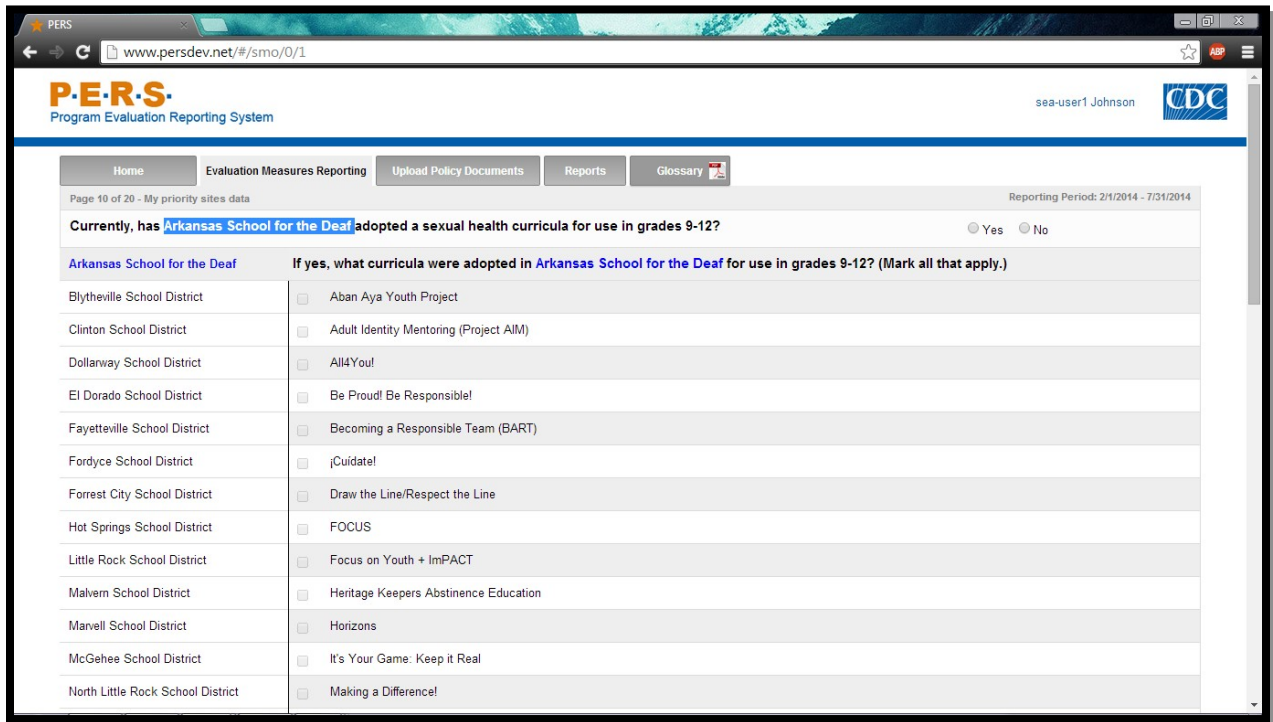 PERS
www.persdev.net/#/smo/0/1
ABP
P·E·R·S·
Program Evaluation Reporting System
sea-user1 Johnson
CDC
Home
Evaluation Measures Reporting
Upload Policy Documents
Reports
Glossary
Page 10 of 20 - My priority sites data
Reporting Period: 2/1/2014 - 7/31/2014
Currently, has Arkansas School for the Deaf adopted a sexual health curricula for use in grades 9-12?
Yes No
Arkansas School for the Deaf If yes, what curricula were adopted in Arkansas School for the Deaf for use in grades 9-12? (Mark all that apply.)
Blytheville School District Aban Aya Youth Project
Clinton School District Adult Identity Mentoring (Project AIM)
Dollarway School District All4You!
El Dorado School District Be Proud! Be Responsible!
Fayetteville School District Becoming a Responsible Team (BART)
Fordyce School District ¡Cuídate!
Forrest City School District Draw the Line/Respect the Line
Hot Springs School District FOCUS
Little Rock School District Focus on Youth + ImPACT
Malvern School District Heritage Keepers Abstinence Education
Marvell School District Horizons
McGehee School District It's Your Game: Keep it Real
North Little Rock School District Making a Difference!